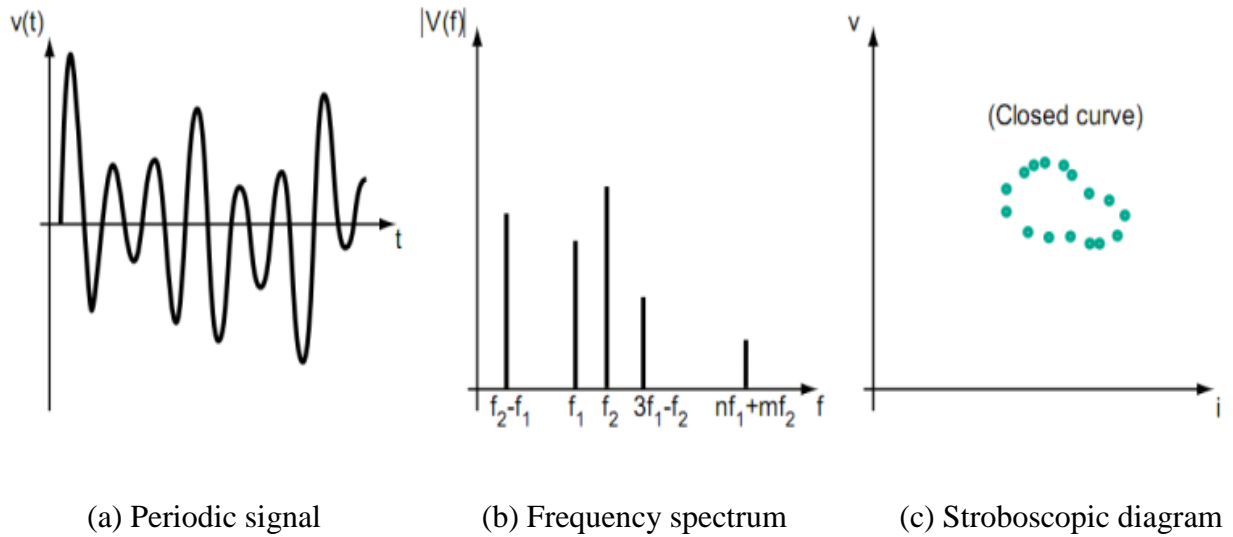 v(t)
t
(a) Periodic signal
|V(f)|
f₂-f₁
f₁
f₂
3f₁-f₂
nf₁+mf₂
f
(b) Frequency spectrum
v
(Closed curve)
i
(c) Stroboscopic diagram